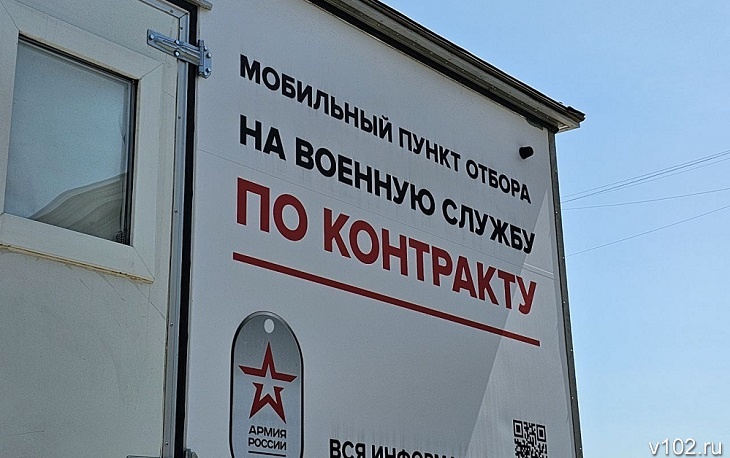 МОБИЛЬНЫЙ ПУНКТ ОТБОРА
НА ВОЕННУЮ СЛУЖБУ
ПО КОНТРАКТУ
АРМИЯ
РОССИИ
ВСЯ
v102.ru